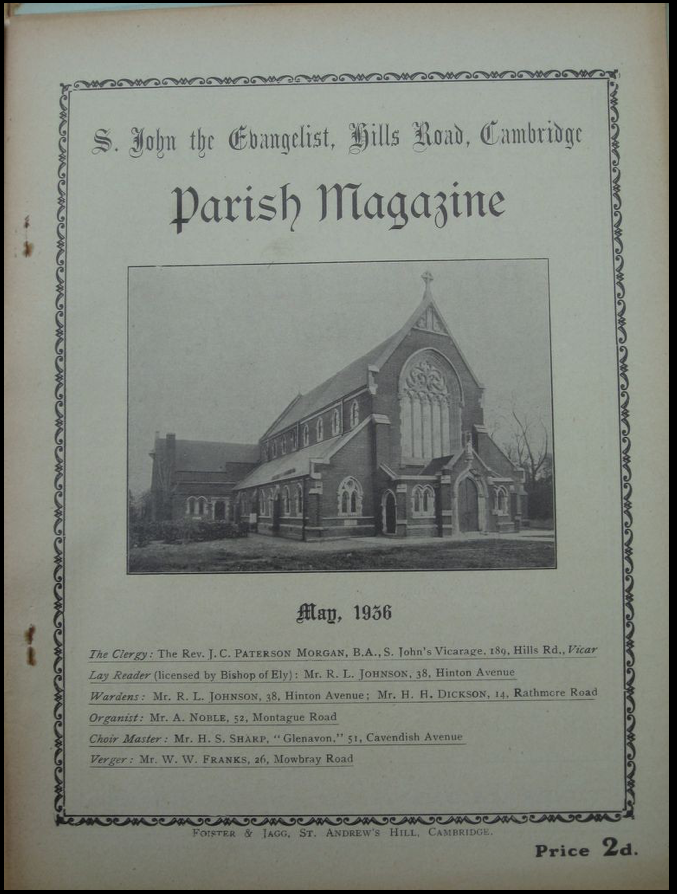 S. John the Evangelist, Hills Road, Cambridge
Parish Magazine
May, 1936
The Clergy: The Rev. J. C. PATERSON MORGAN, B.A., S. John's Vicarage, 189, Hills Rd., Vicar
Lay Reader (licensed by Bishop of Ely): Mr. R. L. JOHNSON, 38, Hinton Avenue
Wardens: Mr. R. L. JOHNSON, 38, Hinton Avenue; Mr. H. H. DICKSON, 14, Rathmore Road
Organist: Mr. A. NOBLE, 52, Montague Road
Choir Master: Mr. H. S. SHARP, "Glenavon," 51, Cavendish Avenue
Verger: Mr. W. W. FRANKS, 26, Mowbray Road
FOISTER & JAGG, ST. ANDREW'S HILL, CAMBRIDGE.
Price 2d.